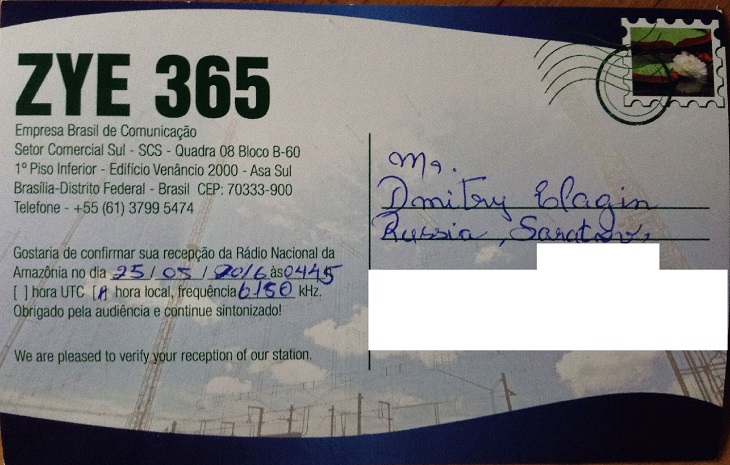 ZYE 365
Empresa Brasil de Comunicação
Setor Comercial Sul - SCS - Quadra 08 Bloco B-60
1º Piso Inferior - Edifício Venâncio 2000 - Asa Sul
Brasília-Distrito Federal - Brasil CEP: 70333-900
Telefone - +55 (61) 3799 5474
Gostaria de confirmar sua recepção da Rádio Nacional da
Amazônia no dia 25/05/2016 às 0445
[ ] hora UTC [ ] hora local, frequência 6150 kHz.
Obrigado pela audiência e continue sintonizado!
We are pleased to verify your reception of our station.
Mr.
Dmitry Elagin
Russia, Saratov,